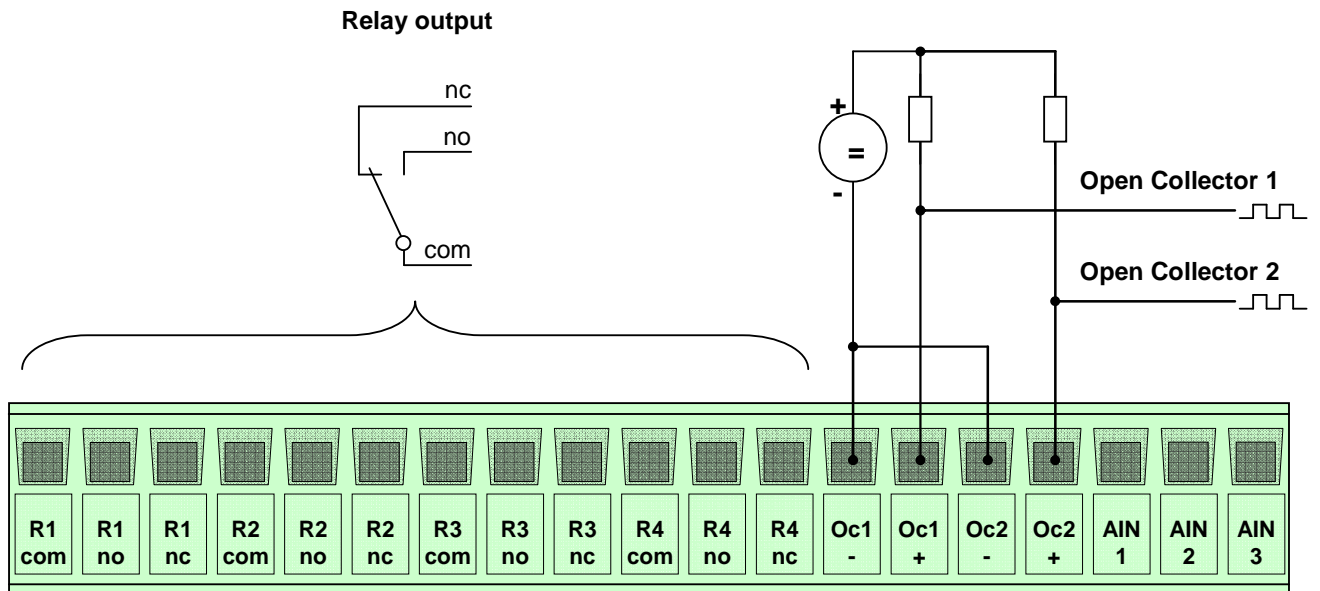 Relay output
nc
no
com
+
=
-
Open Collector 1
Open Collector 2
R1 com
R1 no
R1 nc
R2 com
R2 no
R2 nc
R3 com
R3 no
R3 nc
R4 com
R4 no
R4 nc
Oc1 -
Oc1 +
Oc2 -
Oc2 +
AIN 1
AIN 2
AIN 3